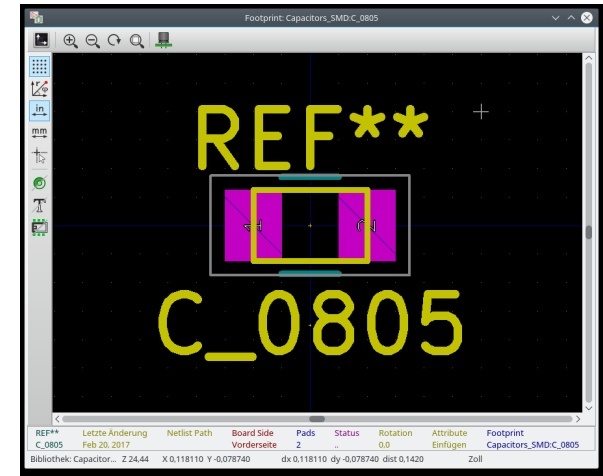 Footprint: Capacitors_SMD:C_0805
in
mm
REF**
1 2
C_0805
REF** Letzte Änderung Netlist Path Board Side Pads Status Rotation Attribute Footprint
C_0805 Feb 20, 2017 Vorderseite 2 .. 0.0 Einfügen Capacitors_SMD:C_0805
Bibliothek: Capacitor... Z 24,44 X 0,118110 Y -0,078740 dx 0,118110 dy -0,078740 dist 0,1420 Zoll